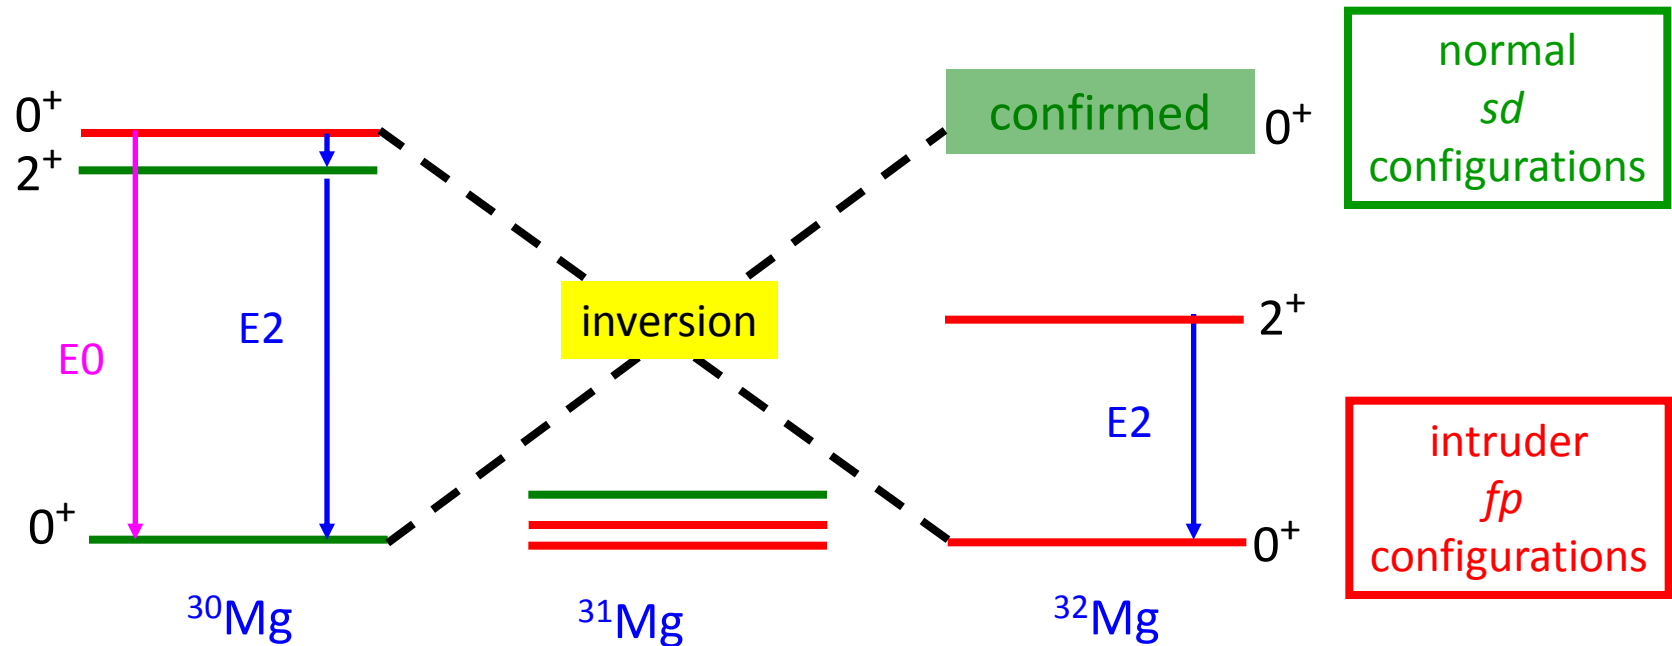 0⁺
2⁺
E0
E2
0⁺
³⁰Mg
inversion
³¹Mg
confirmed
0⁺
2⁺
E2
0⁺
³²Mg
normal
sd
configurations
intruder
fp
configurations